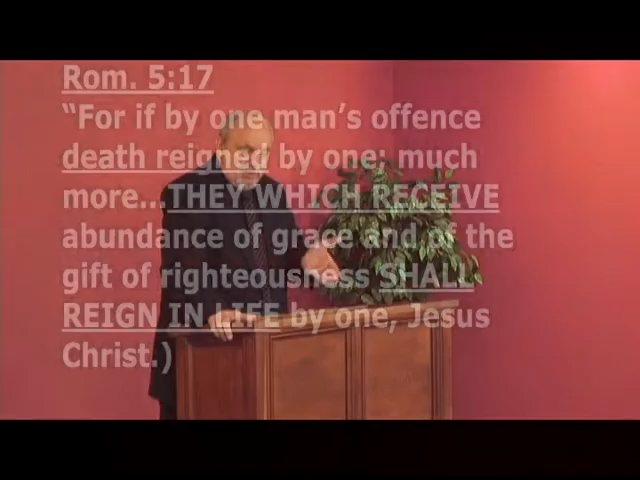 Rom. 5:17
“For if by one man’s offence
death reigned by one; much
more...THEY WHICH RECEIVE
abundance of grace and of the
gift of righteousness SHALL
REIGN IN LIFE by one, Jesus
Christ.)